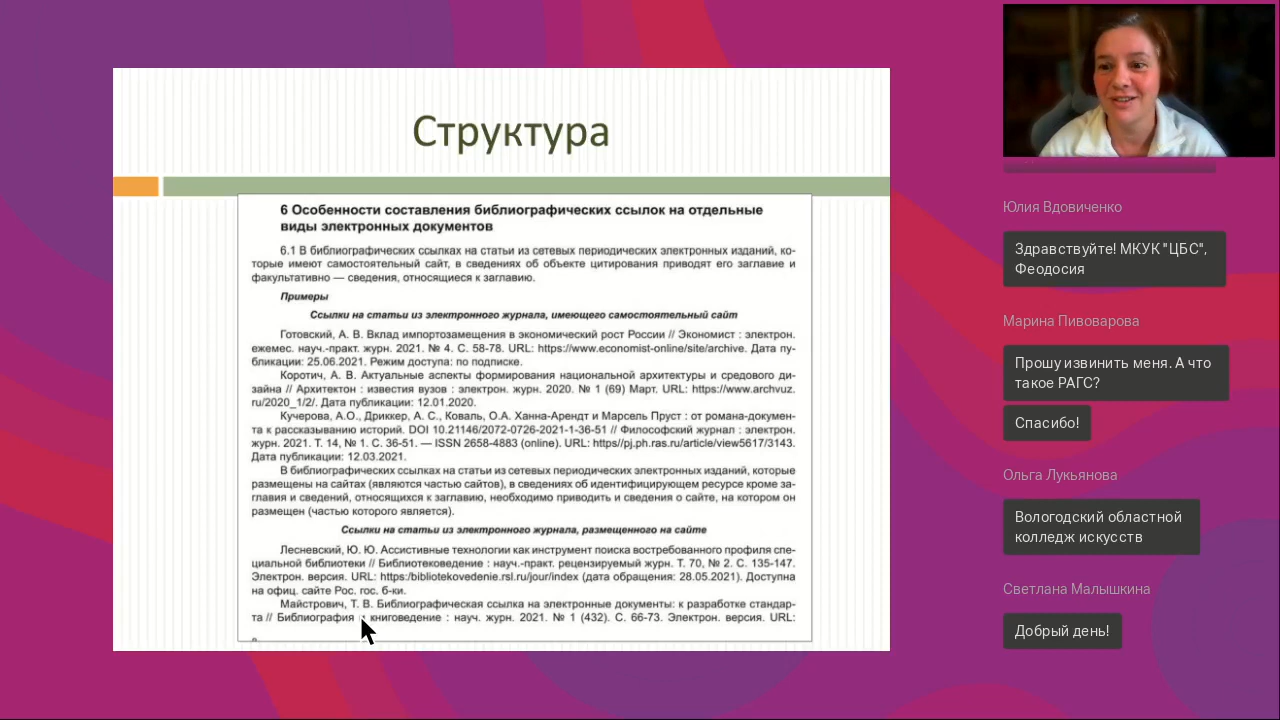 Структура
6 Особенности составления библиографических ссылок на отдельные
виды электронных документов
6.1 В библиографических ссылках на статьи из сетевых периодических электронных изданий, ко-
торые имеют самостоятельный сайт, в сведениях об объекте цитирования приводят его заглавие и
факультативно — сведения, относящиеся к заглавию.
Примеры
Ссылки на статьи из электронного журнала, имеющего самостоятельный сайт
Готовский, А. В. Вклад импортозамещения в экономический рост России // Экономист : электрон.
ежемес. науч.-практ. журн. 2021. № 4. С. 58-78. URL: https://www.economist-online/site/archive. Дата пу-
бликации: 25.06.2021. Режим доступа: по подписке.
Коротич, А. В. Актуальные аспекты формирования национальной архитектуры и средового ди-
зайна // Архитектон : известия вузов : электрон. журн. 2020. № 1 (69) Март. URL: https://www.archvuz.
ru/2020_1/2/. Дата публикации: 12.01.2020.
Кучерова, А.О., Дриккер, А. С., Коваль, О.А. Ханна-Арендт и Марсель Пруст : от романа-докумен-
та к рассказыванию историй. DOI 10.21146/2072-0726-2021-1-36-51 // Философский журнал : электрон.
журн. 2021. Т. 14, № 1. С. 36-51. — ISSN 2658-4883 (online). URL: https//pj.ph.ras.ru/article/view5617/3143.
Дата публикации: 12.03.2021.
В библиографических ссылках на статьи из сетевых периодических электронных изданий, которые
размещены на сайтах (являются частью сайтов), в сведениях об идентифицирующем ресурсе кроме за-
главия и сведений, относящихся к заглавию, необходимо приводить и сведения о сайте, на котором он
размещен (частью которого является).
Ссылки на статьи из электронного журнала, размещенного на сайте
Лесневский, Ю. Ю. Ассистивные технологии как инструмент поиска востребованного профиля спе-
циальной библиотеки // Библиотековедение : науч.-практ. рецензируемый журн. Т. 70, № 2. С. 135-147.
Электрон. версия. URL: https:/bibliotekovedenie.rsl.ru/jour/index (дата обращения: 28.05.2021). Доступна
на офиц. сайте Рос. гос. б-ки.
Майстрович, Т. В. Библиографическая ссылка на электронные документы: к разработке стандар-
та // Библиография и книговедение : науч. журн. 2021. № 1 (432). С. 66-73. Электрон. версия. URL:
Юлия Вдовиченко
Здравствуйте! МКУК "ЦБС",
Феодосия
Марина Пивоварова
Прошу извинить меня. А что
такое РАГС?
Спасибо!
Ольга Лукьянова
Вологодский областной
колледж искусств
Светлана Малышкина
Добрый день!